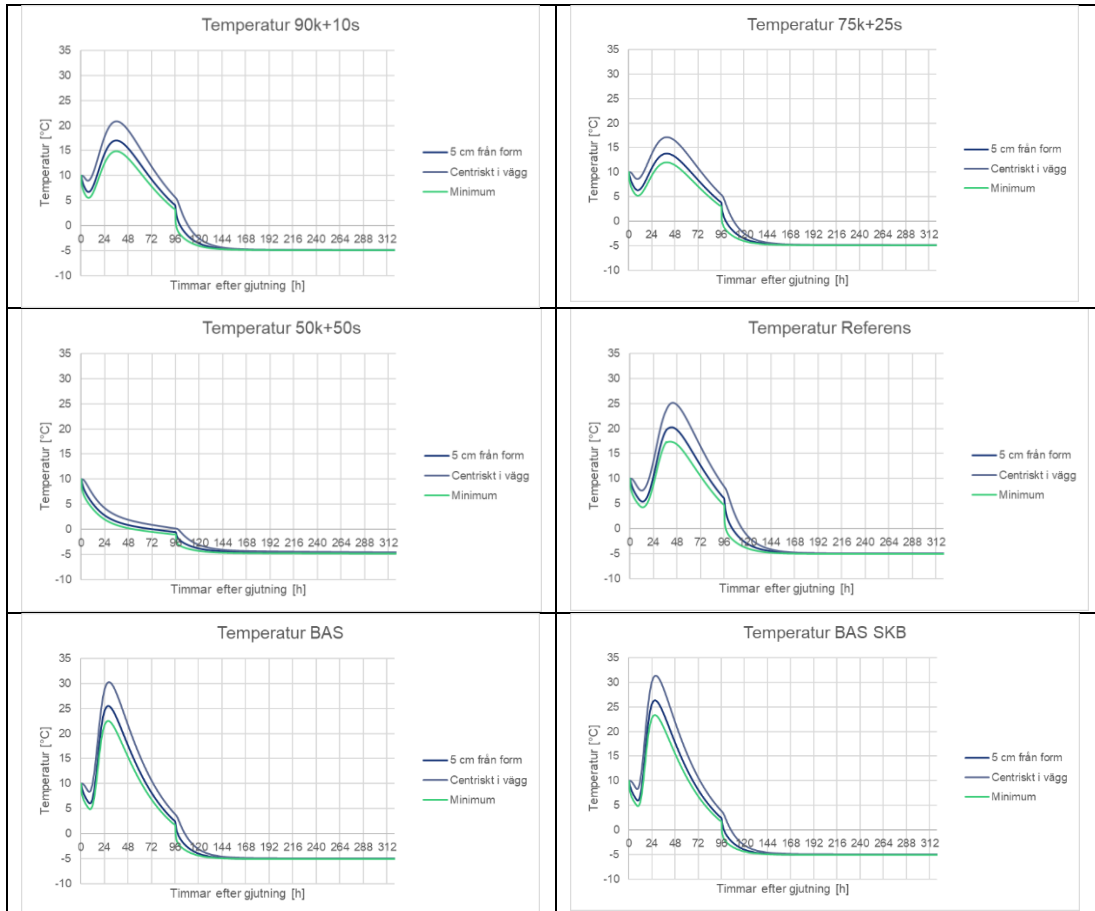 Temperatur 90k+10s
35
30
25
20
15
10
5
0
-5
-10
Temperatur [°C]
0 24 48 72 96 120 144 168 192 216 240 264 288 312
Timmar efter gjutning [h]
5 cm från form
Centriskt i vägg
Minimum
Temperatur 75k+25s
35
30
25
20
15
10
5
0
-5
-10
Temperatur [°C]
0 24 48 72 96 120 144 168 192 216 240 264 288 312
Timmar efter gjutning [h]
5 cm från form
Centriskt i vägg
Minimum
Temperatur 50k+50s
35
30
25
20
15
10
5
0
-5
-10
Temperatur [°C]
0 24 48 72 96 120 144 168 192 216 240 264 288 312
Timmar efter gjutning [h]
5 cm från form
Centriskt i vägg
Minimum
Temperatur Referens
35
30
25
20
15
10
5
0
-5
-10
Temperatur [°C]
0 24 48 72 96 120 144 168 192 216 240 264 288 312
Timmar efter gjutning [h]
5 cm från form
Centriskt i vägg
Minimum
Temperatur BAS
35
30
25
20
15
10
5
0
-5
-10
Temperatur [°C]
0 24 48 72 96 120 144 168 192 216 240 264 288 312
Timmar efter gjutning [h]
5 cm från form
Centriskt i vägg
Minimum
Temperatur BAS SKB
35
30
25
20
15
10
5
0
-5
-10
Temperatur [°C]
0 24 48 72 96 120 144 168 192 216 240 264 288 312
Timmar efter gjutning [h]
5 cm från form
Centriskt i vägg
Minimum